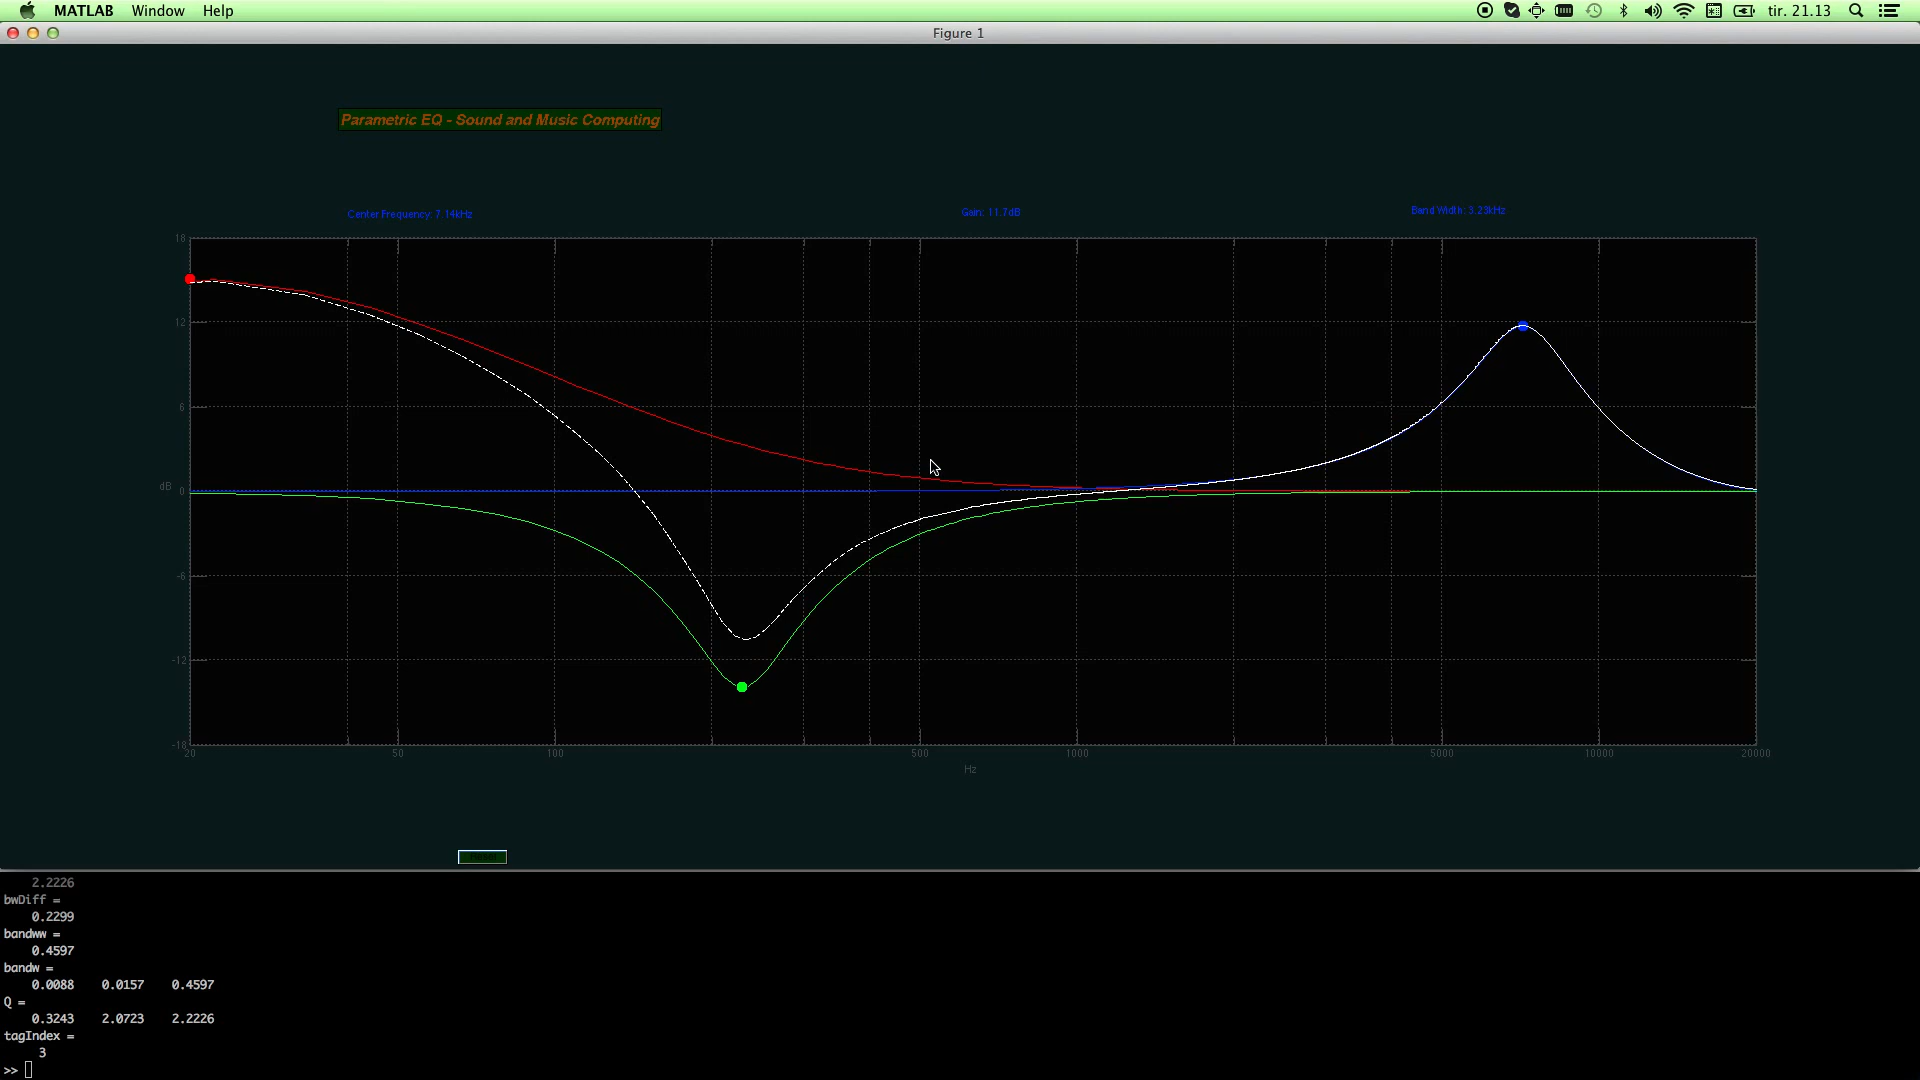 MATLAB Window Help tir. 21.13
Figure 1
Parametric EQ - Sound and Music Computing
Center Frequency: 7.14kHz Gain: 11.7dB Band Width: 3.23kHz
18
12
6
dB 0
-6
-12
-18
20 50 100 500 1000 5000 10000 20000
Hz
2.2226
bwDiff =
0.2299
bandww =
0.4597
bandw =
0.0088 0.0157 0.4597
Q =
0.3243 2.0723 2.2226
tagIndex =
3
>>